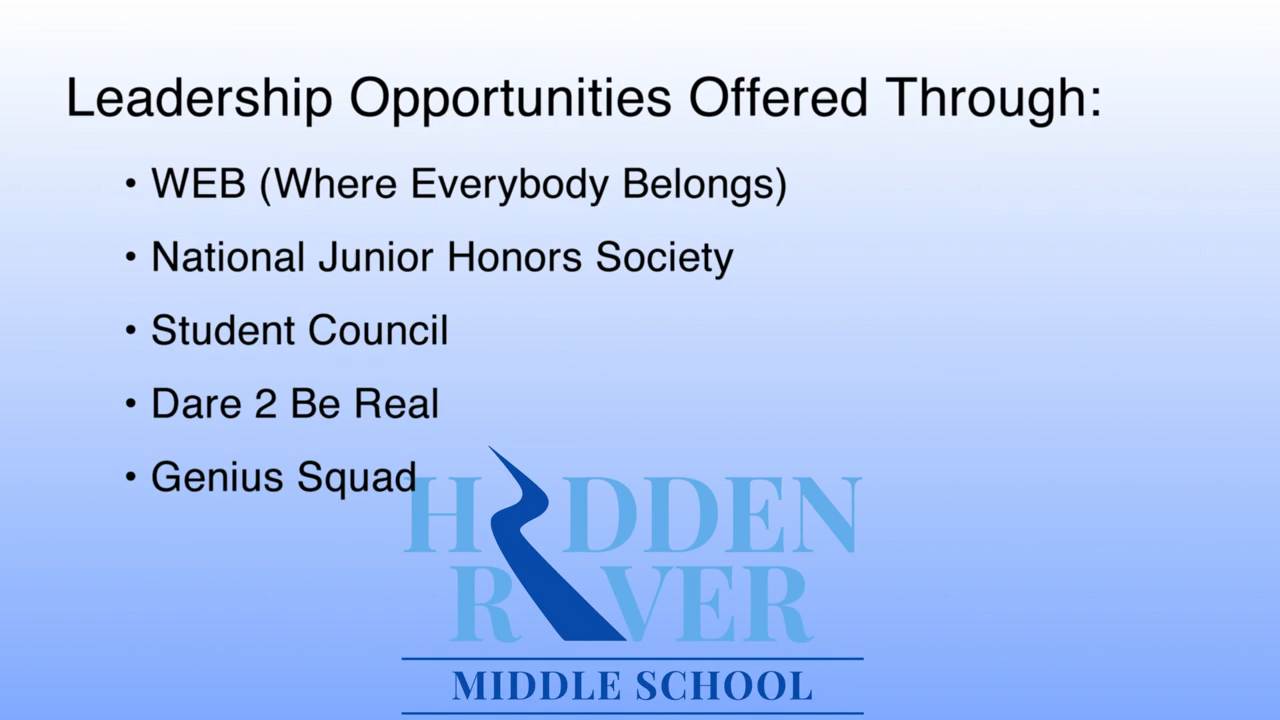 Leadership Opportunities Offered Through:
• WEB (Where Everybody Belongs)
• National Junior Honors Society
• Student Council
• Dare 2 Be Real
• Genius Squad
HIDDEN
RIVER
MIDDLE SCHOOL